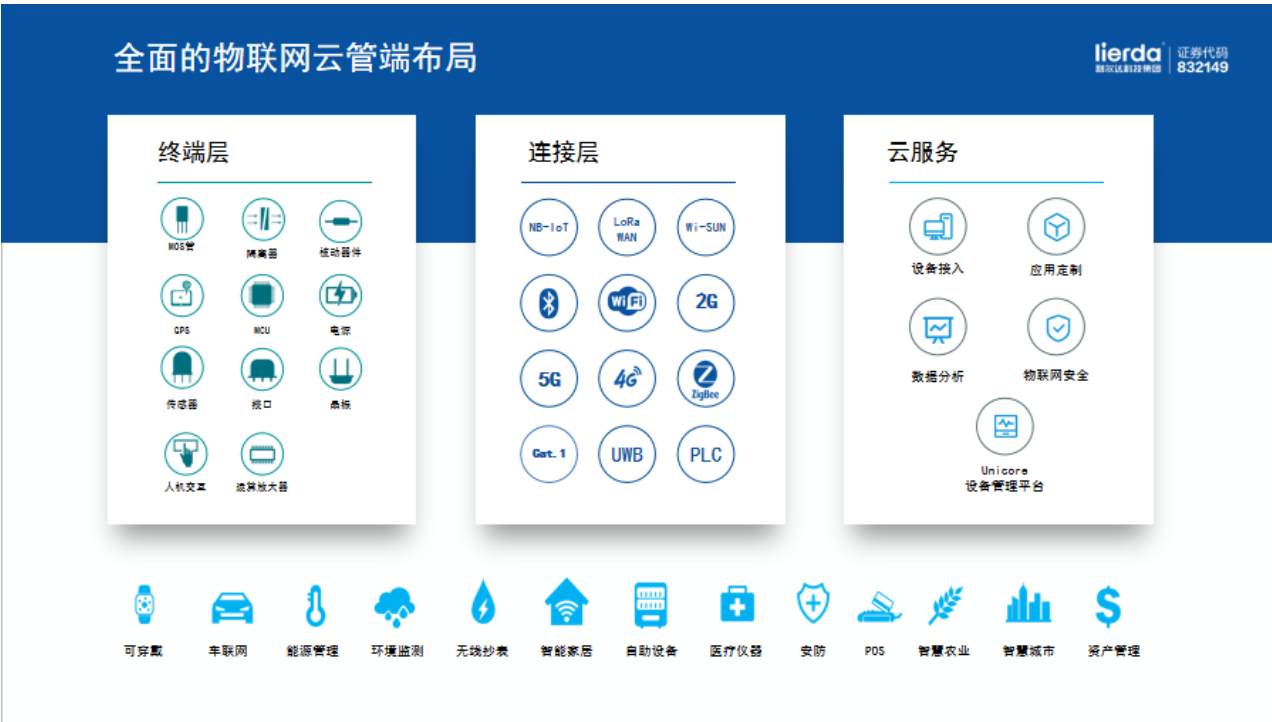 全面的物联网云管端布局
lierda
利尔达科技集团
证券代码
832149
终端层
MOS管
隔离器
被动器件
GPS
MCU
电源
传感器
接口
晶振
人机交互
运算放大器
连接层
NB-IoT
LoRa
WAN
Wi-SUN
WiFi
2G
5G
4G
ZigBee
Cat.1
UWB
PLC
云服务
设备接入
应用定制
数据分析
物联网安全
Unicore
设备管理平台
可穿戴
车联网
能源管理
环境监测
无线抄表
智能家居
自助设备
医疗仪器
安防
POS
智慧农业
智慧城市
资产管理